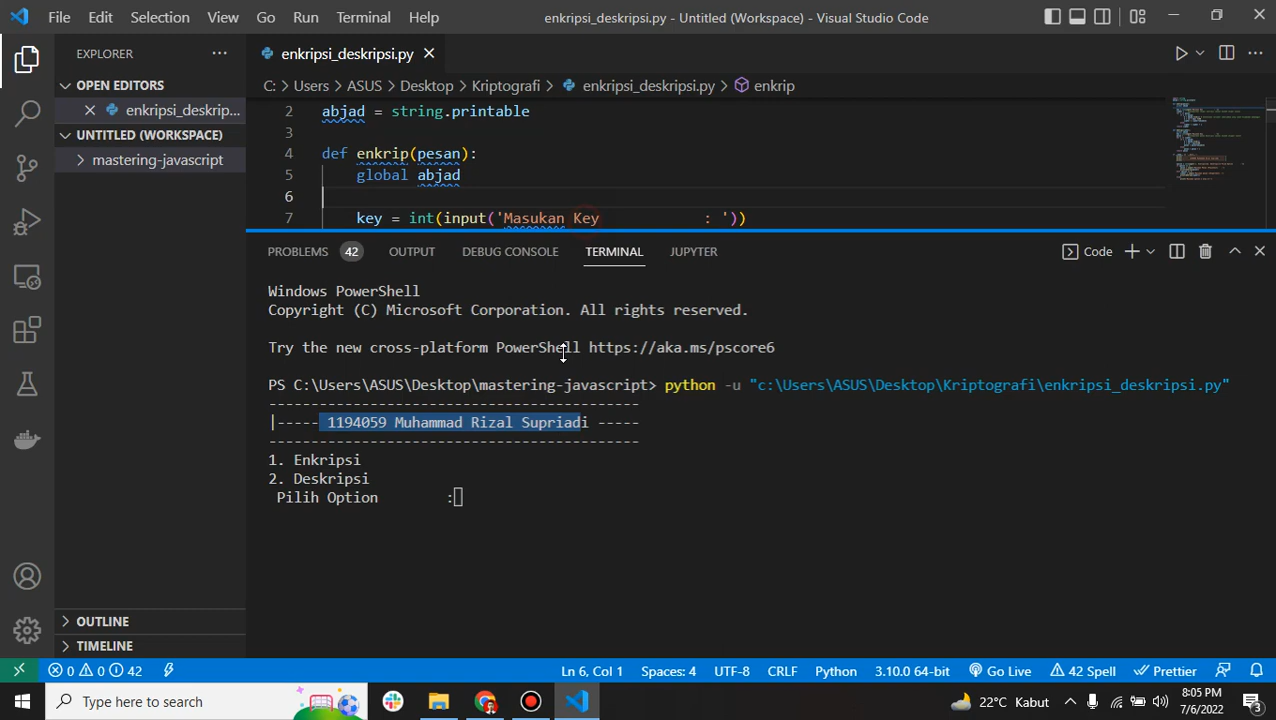 File Edit Selection View Go Run Terminal Help enkripsi_deskripsi.py - Untitled (Workspace) - Visual Studio Code
EXPLORER
enkripsi_deskripsi.py
OPEN EDITORS
enkripsi_deskrip...
UNTITLED (WORKSPACE)
mastering-javascript
OUTLINE
TIMELINE
C: > Users > ASUS > Desktop > Kriptografi > enkripsi_deskripsi.py > enkrip
2 abjad = string.printable
3
4 def enkrip(pesan):
5 global abjad
6
7 key = int(input('Masukan Key : '))
PROBLEMS 42 OUTPUT DEBUG CONSOLE TERMINAL JUPYTER Code
Windows PowerShell
Copyright (C) Microsoft Corporation. All rights reserved.
Try the new cross-platform PowerShell https://aka.ms/pscore6
PS C:\Users\ASUS\Desktop\mastering-javascript> python -u "c:\Users\ASUS\Desktop\Kriptografi\enkripsi_deskripsi.py"
--------------------------------------------
|----- 1194059 Muhammad Rizal Supriadi -----
--------------------------------------------
1. Enkripsi
2. Deskripsi
Pilih Option :
0 0 42 Ln 6, Col 1 Spaces: 4 UTF-8 CRLF Python 3.10.0 64-bit Go Live 42 Spell Prettier
Type here to search 22°C Kabut 8:05 PM
7/6/2022
3